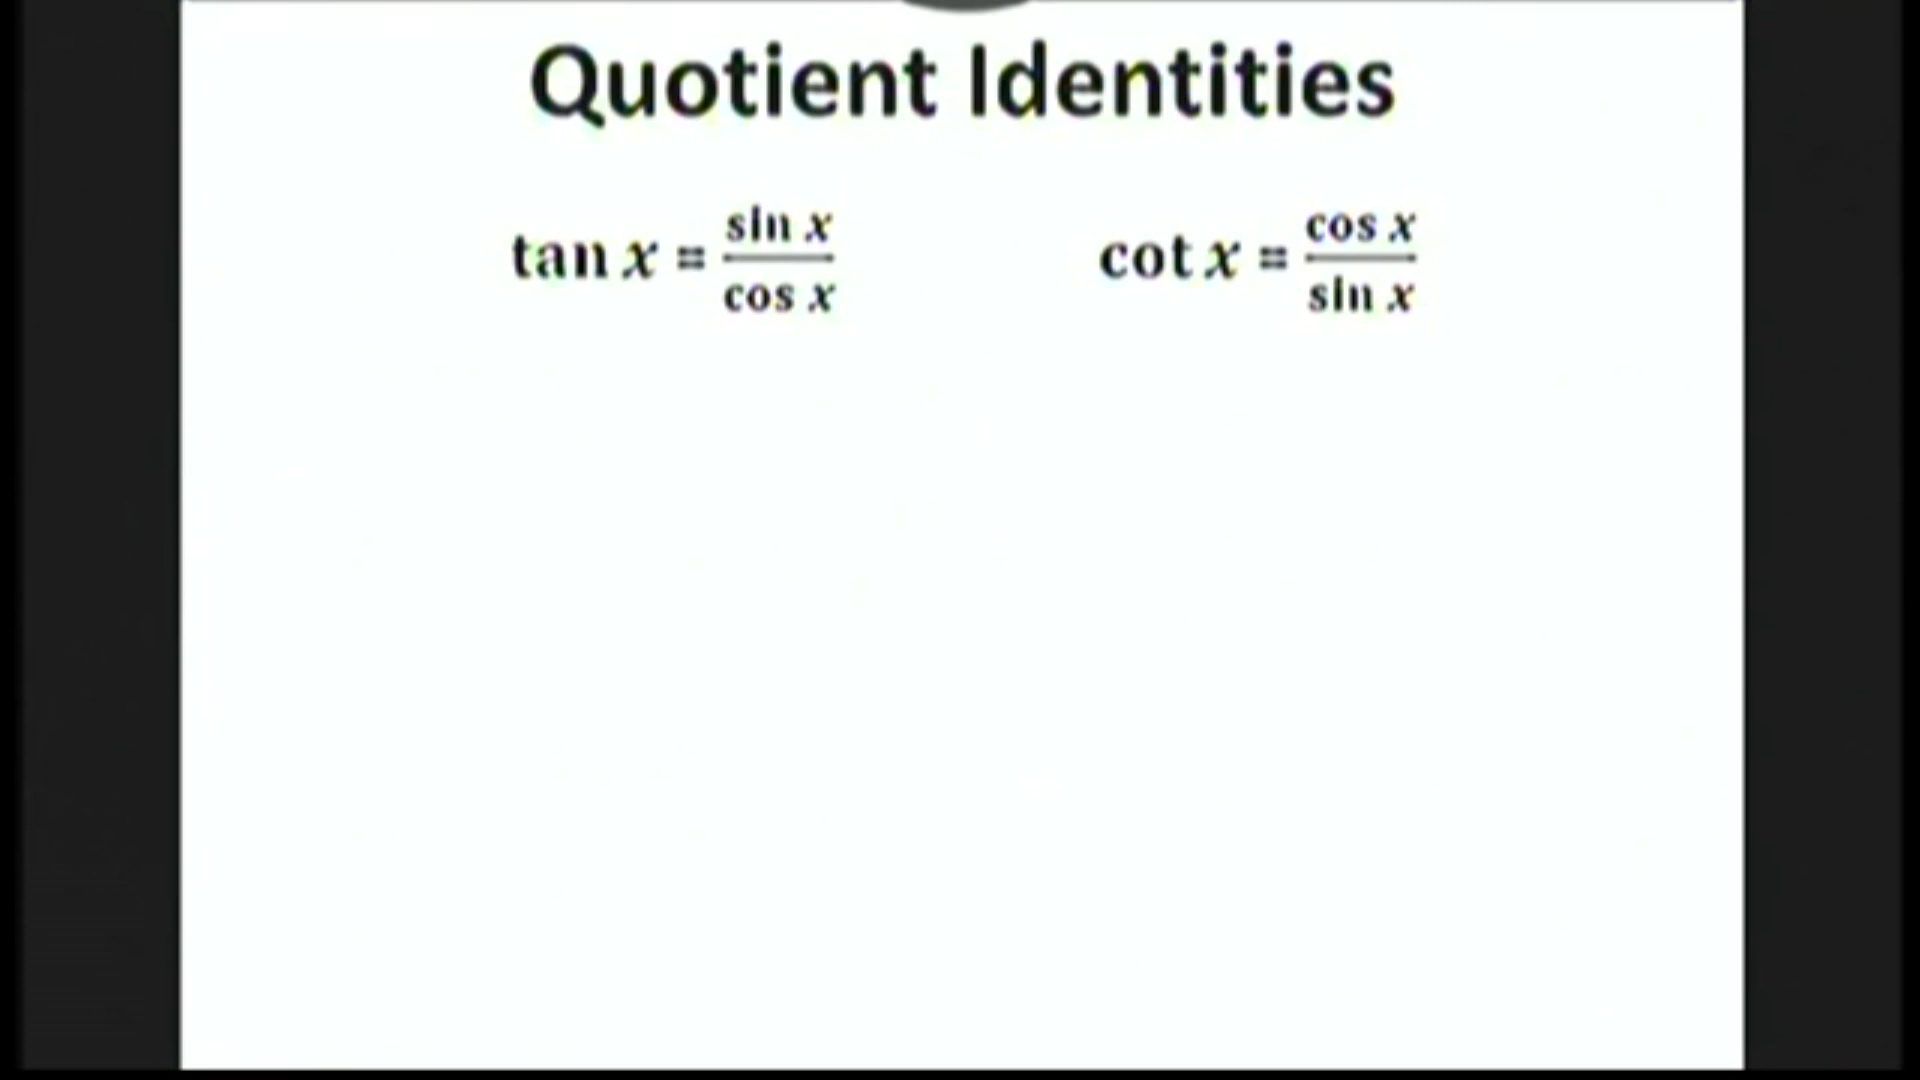 Quotient Identities
tan x = sin x / cos x
cot x = cos x / sin x